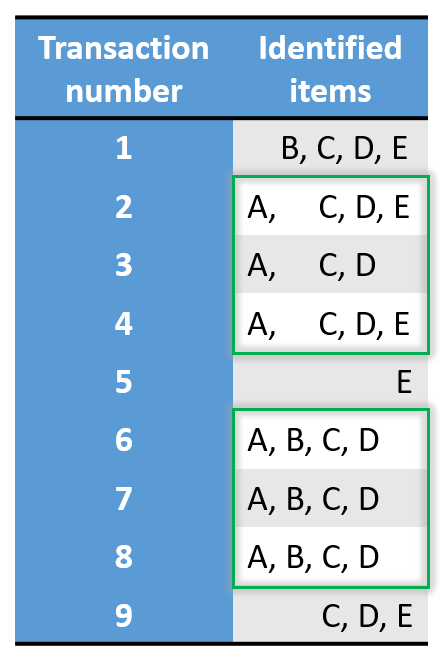 Transaction number Identified items
1 B, C, D, E
2 A, C, D, E
3 A, C, D
4 A, C, D, E
5 E
6 A, B, C, D
7 A, B, C, D
8 A, B, C, D
9 C, D, E